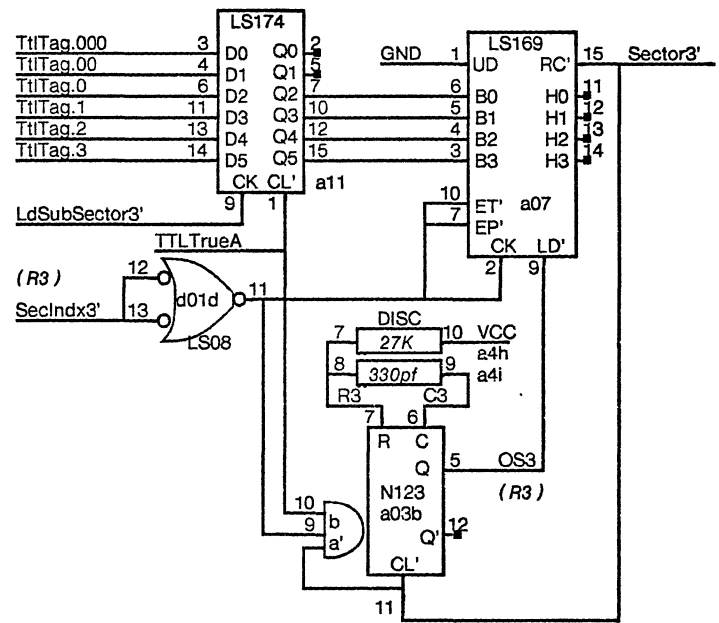 LS174
TtlTag.000 3 D0 Q0 2
TtlTag.00 4 D1 Q1 5
TtlTag.0 6 D2 Q2 7
TtlTag.1 11 D3 Q3 10
TtlTag.2 13 D4 Q4 12
TtlTag.3 14 D5 Q5 15
CK CL' a11
9 1
LdSubSector3'
TTLTrueA
LS169
GND 1 UD RC' 15 Sector3'
6 B0 H0 11
5 B1 H1 12
4 B2 H2 13
3 B3 H3 14
10 ET' a07
7 EP'
CK LD'
2 9
(R3) 12
d01d 11
SecIndx3' 13
LS08
DISC
7 27K 10 VCC
a4h
8 330pf 9 a4i
R3 C3
7 6
R C
Q 5 OS3
(R3)
N123
a03b
Q' 12
CL'
11
10 b
9
a'